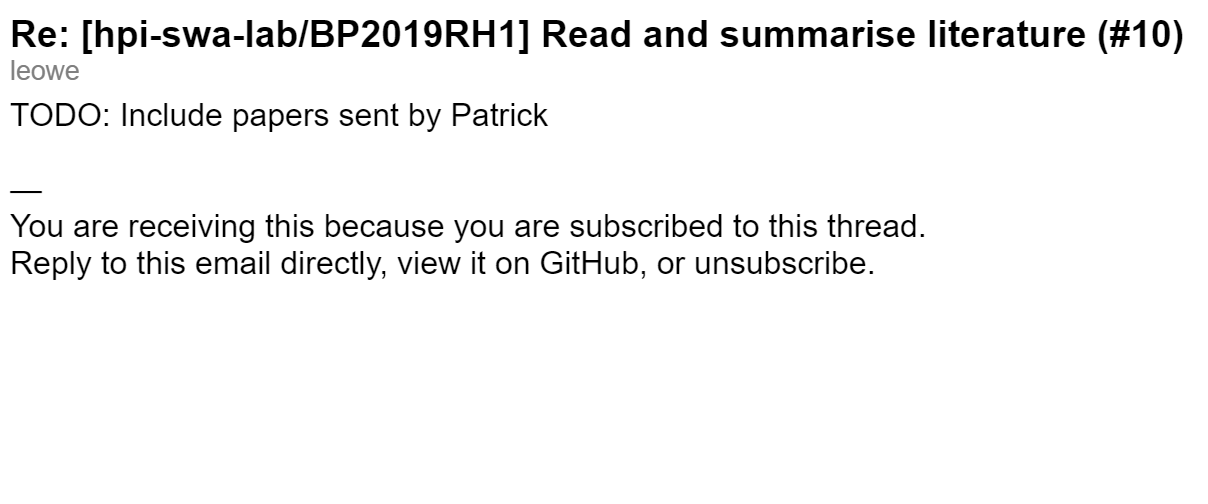 Re: [hpi-swa-lab/BP2019RH1] Read and summarise literature (#10)
leowe
TODO: Include papers sent by Patrick
—
You are receiving this because you are subscribed to this thread.
Reply to this email directly, view it on GitHub, or unsubscribe.